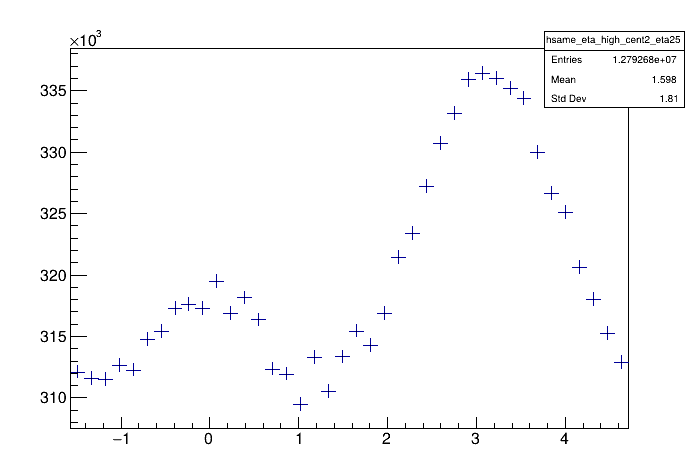 ×10³
hsame_eta_high_cent2_eta25
Entries 1.279268e+07
Mean 1.598
Std Dev 1.81
335
330
325
320
315
310
−1 0 1 2 3 4